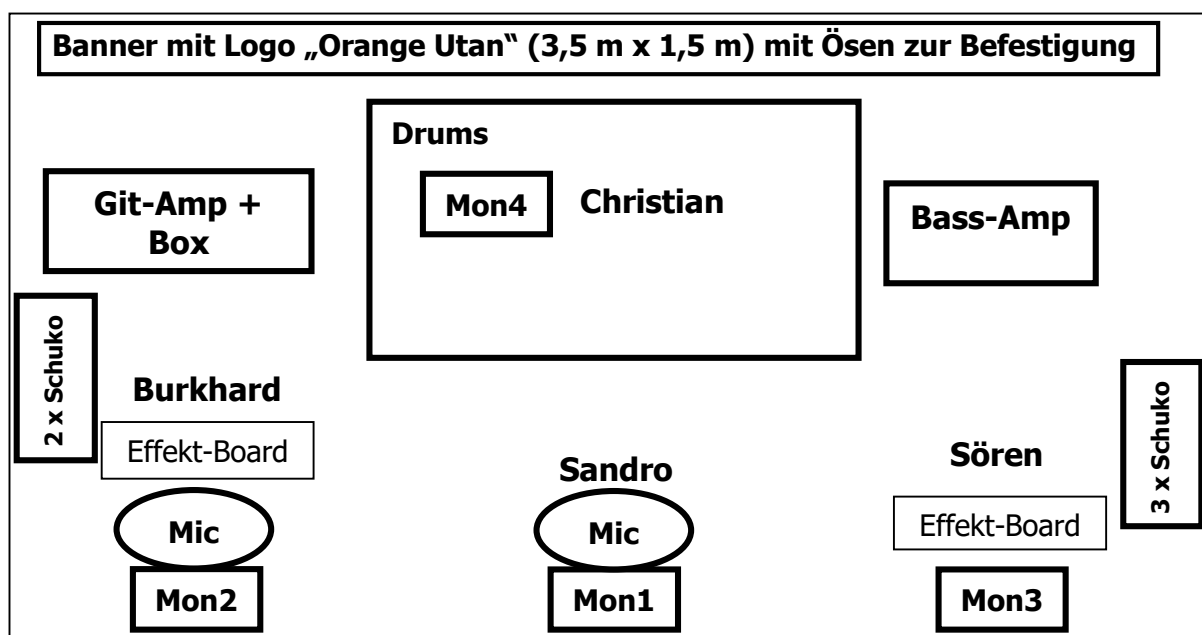 Banner mit Logo „Orange Utan“ (3,5 m x 1,5 m) mit Ösen zur Befestigung
Drums
Git-Amp +
Box
Mon4
Christian
Bass-Amp
2 x Schuko
Burkhard
Effekt-Board
Mic
Mon2
Sandro
Mic
Mon1
Sören
Effekt-Board
Mon3
3 x Schuko